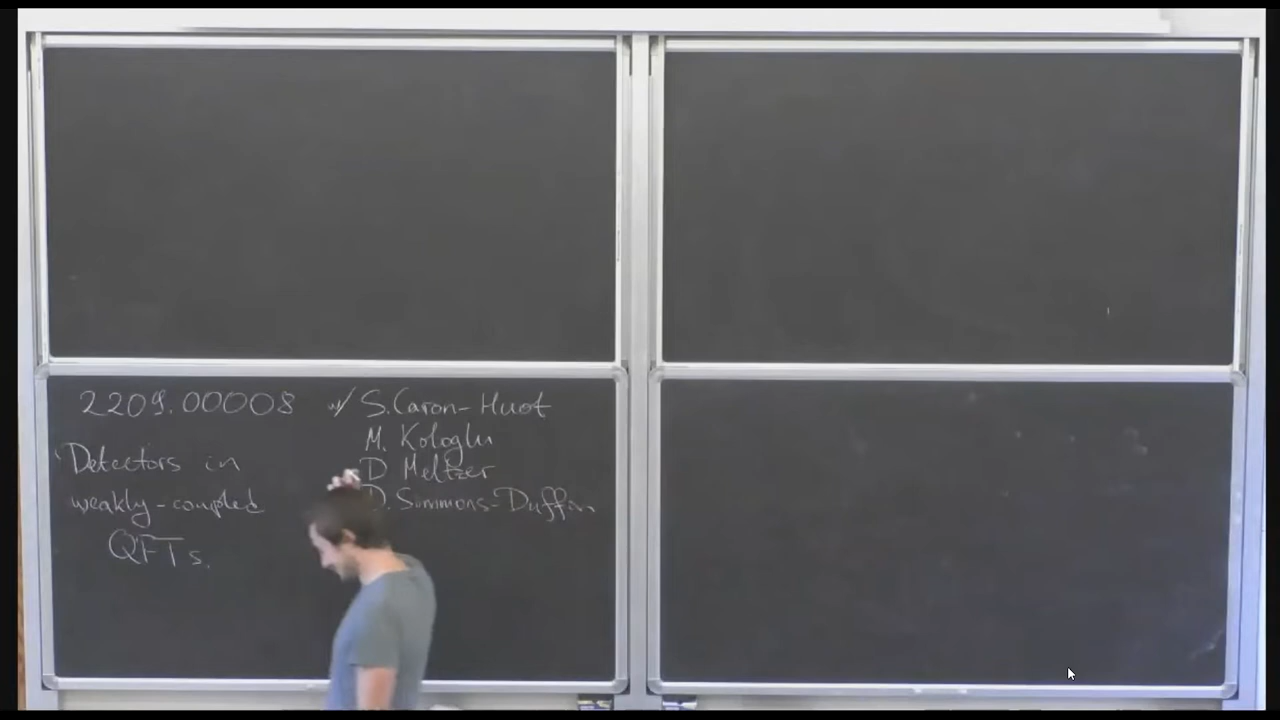 2209.00008 w/ S. Caron-Huot
M. Kologlu
Detectors in
D Meltzer
weakly-coupled
D. Simmons-Duffin
QFTs.